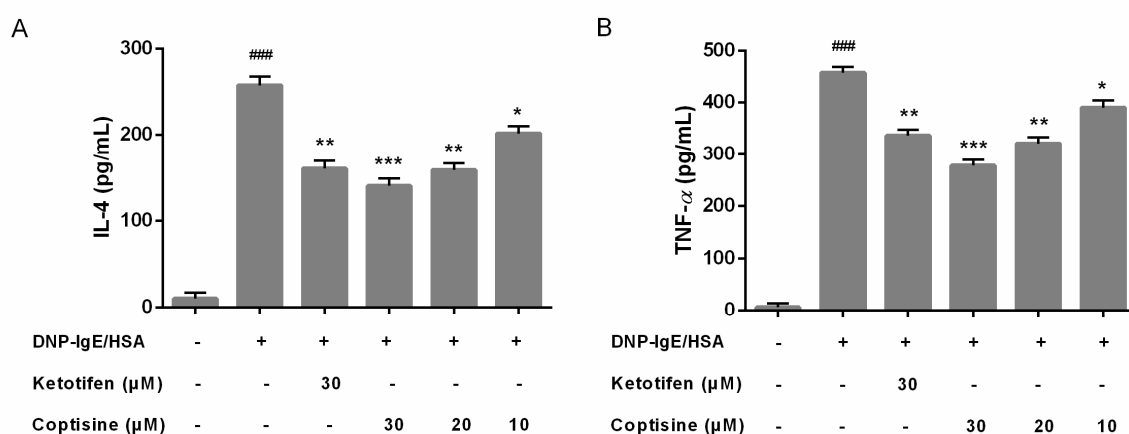 A
IL-4 (pg/mL)
300
200
100
0
###
**
***
**
*
DNP-IgE/HSA - + + + + +
Ketotifen (µM) - - 30 - - -
Coptisine (µM) - - - 30 20 10
B
TNF-α (pg/mL)
500
400
300
200
100
0
###
**
***
**
*
DNP-IgE/HSA - + + + + +
Ketotifen (µM) - - 30 - - -
Coptisine (µM) - - - 30 20 10